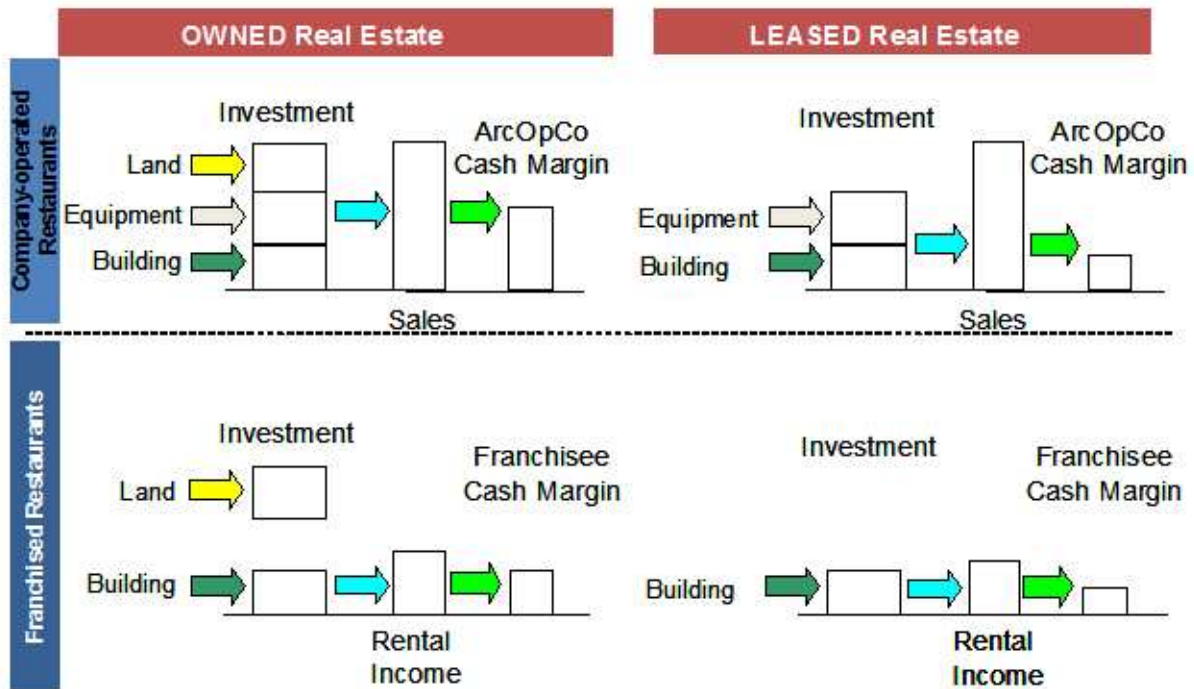 OWNED Real Estate
LEASED Real Estate
Company-operated
Restaurants
Investment
ArcOpCo
Cash Margin
Land
Equipment
Building
Sales
Investment
ArcOpCo
Cash Margin
Equipment
Building
Sales
Franchised Restaurants
Investment
Franchisee
Cash Margin
Land
Building
Rental
Income
Investment
Franchisee
Cash Margin
Building
Rental
Income